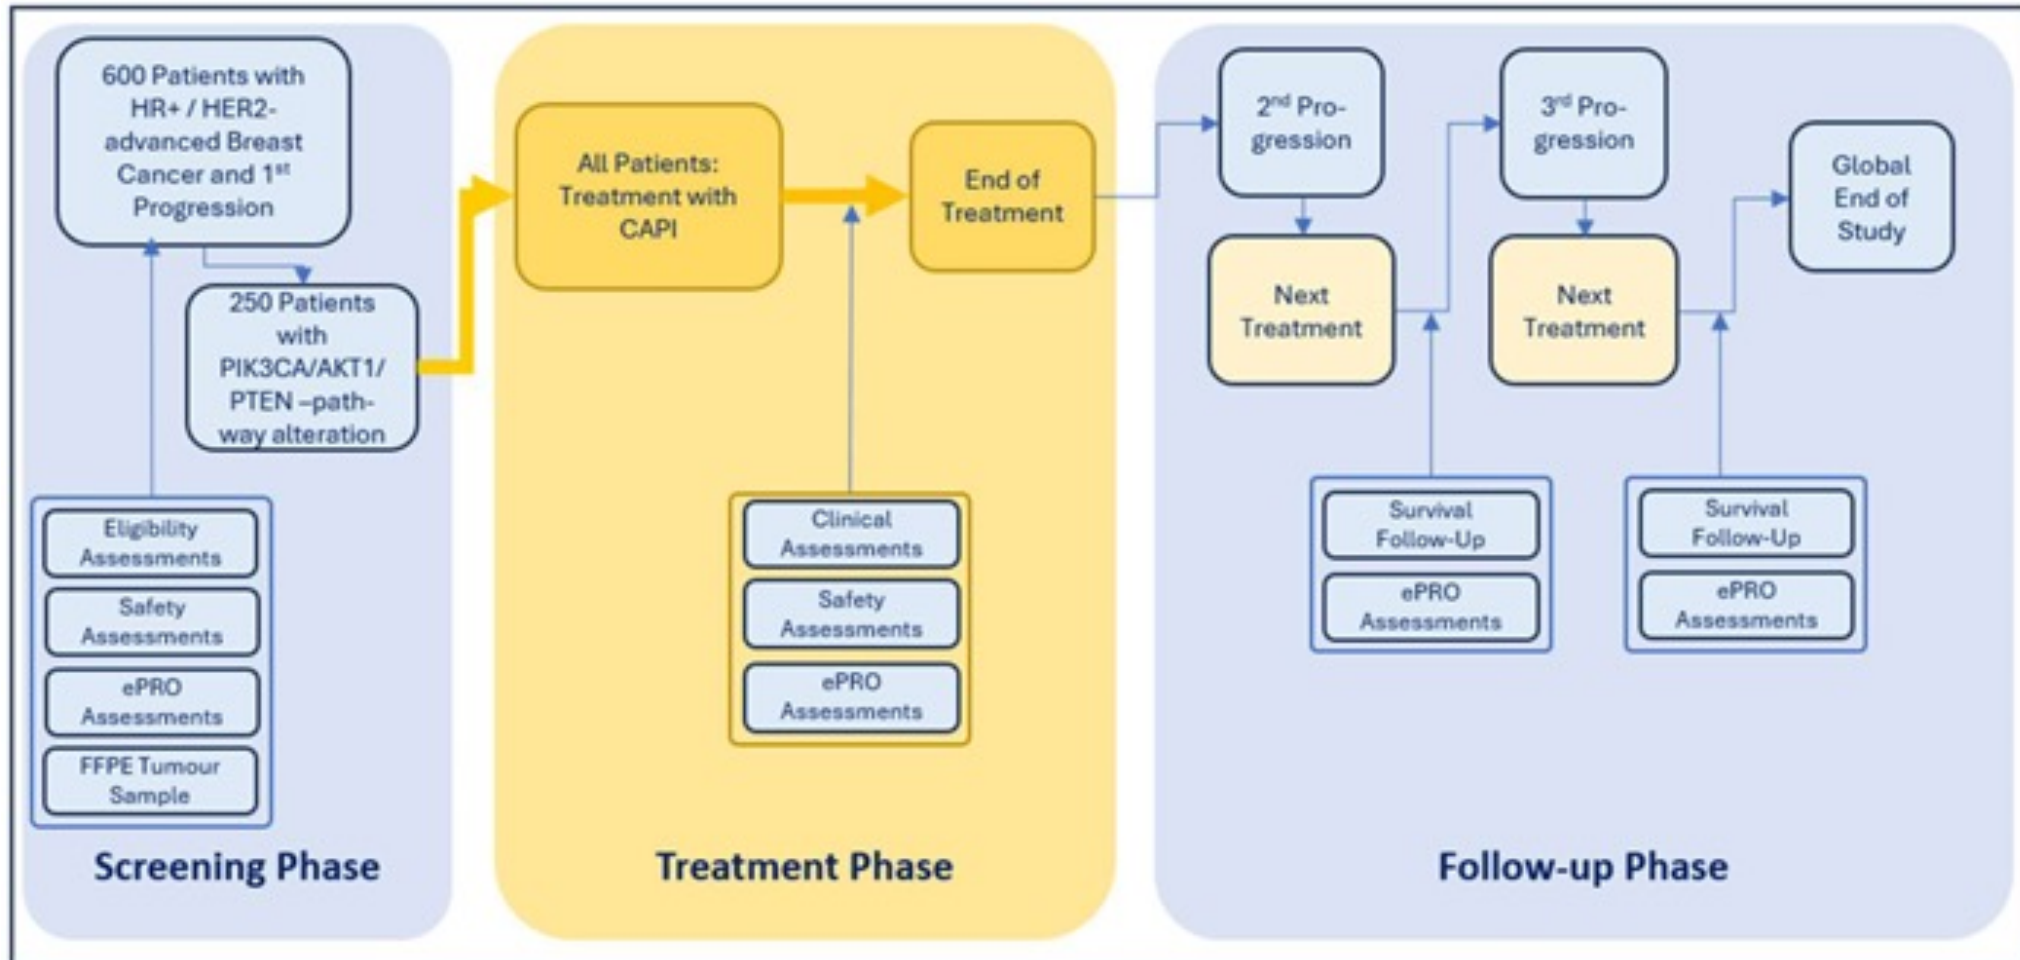 600 Patients with
HR+ / HER2-
advanced Breast
Cancer and 1st
Progression
250 Patients
with
PIK3CA/AKT1/
PTEN –path-
way alteration
Eligibility
Assessments
Safety
Assessments
ePRO
Assessments
FFPE Tumour
Sample
Screening Phase
All Patients:
Treatment with
CAPI
End of
Treatment
Clinical
Assessments
Safety
Assessments
ePRO
Assessments
Treatment Phase
2nd Pro-
gression
Next
Treatment
3rd Pro-
gression
Next
Treatment
Global
End of
Study
Survival
Follow-Up
ePRO
Assessments
Survival
Follow-Up
ePRO
Assessments
Follow-up Phase